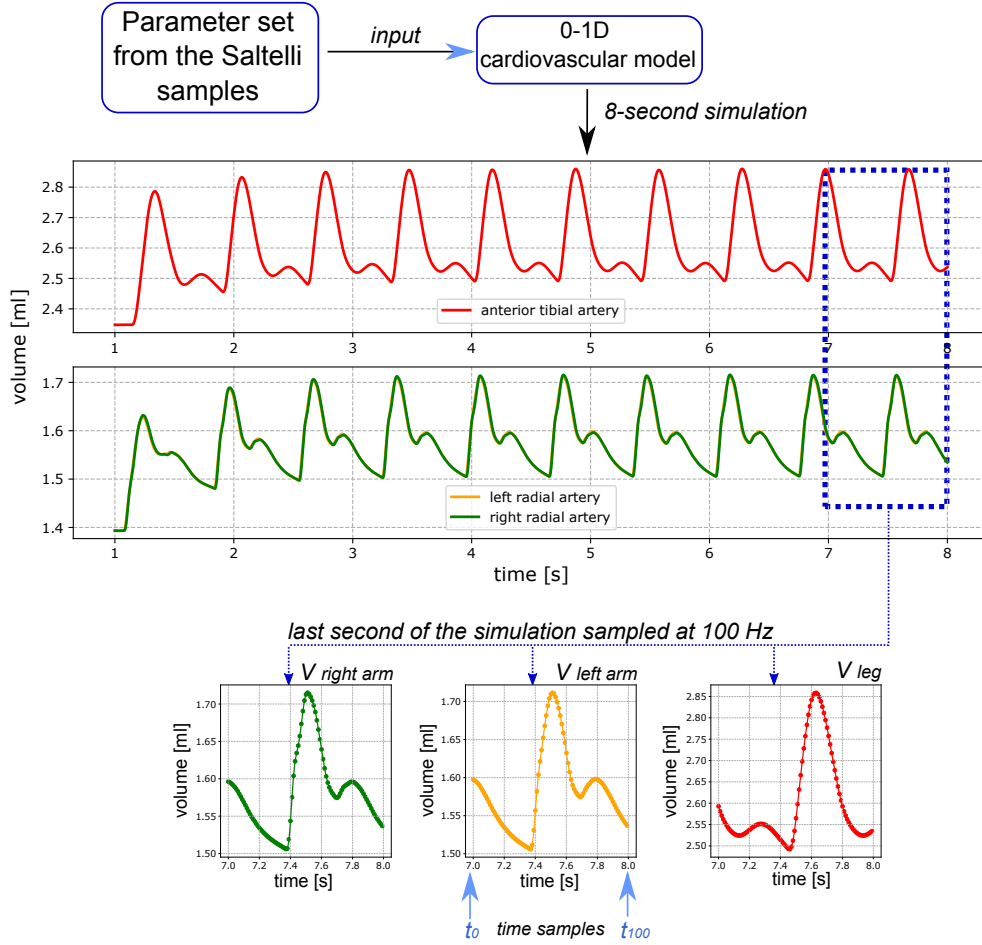 Parameter set
from the Saltelli
samples
input
0-1D
cardiovascular model
8-second simulation
volume [ml]
2.8
2.7
2.6
2.5
2.4
anterior tibial artery
1 2 3 4 5 6 7 8
1.7
1.6
1.5
1.4
left radial artery
right radial artery
1 2 3 4 5 6 7 8
time [s]
last second of the simulation sampled at 100 Hz
V right arm
volume [ml]
1.70
1.65
1.60
1.55
1.50
7.0 7.2 7.4 7.6 7.8 8.0
time [s]
V left arm
volume [ml]
1.70
1.65
1.60
1.55
1.50
7.0 7.2 7.4 7.6 7.8 8.0
time [s]
V leg
volume [ml]
2.85
2.80
2.75
2.70
2.65
2.60
2.55
2.50
7.0 7.2 7.4 7.6 7.8 8.0
time [s]
t0 time samples t100